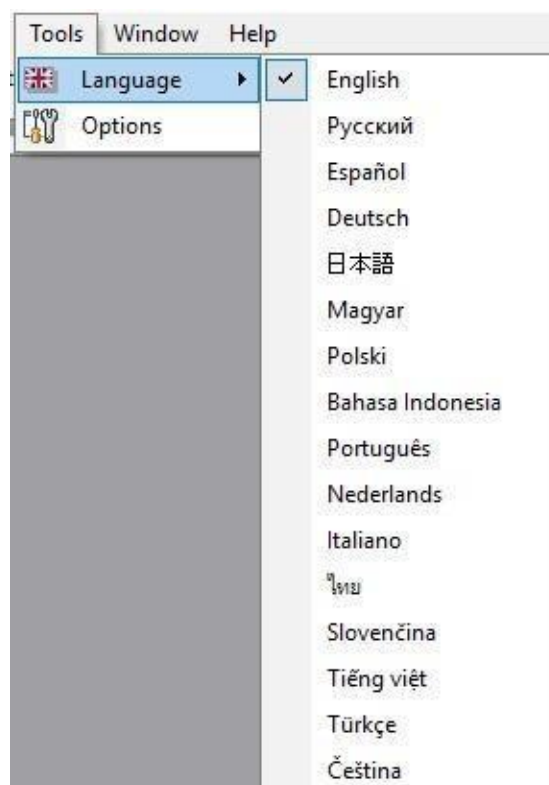 Tools Window Help
Language English
Options Русский
Español
Deutsch
日本語
Magyar
Polski
Bahasa Indonesia
Português
Nederlands
Italiano
ไทย
Slovenčina
Tiếng việt
Türkçe
Čeština